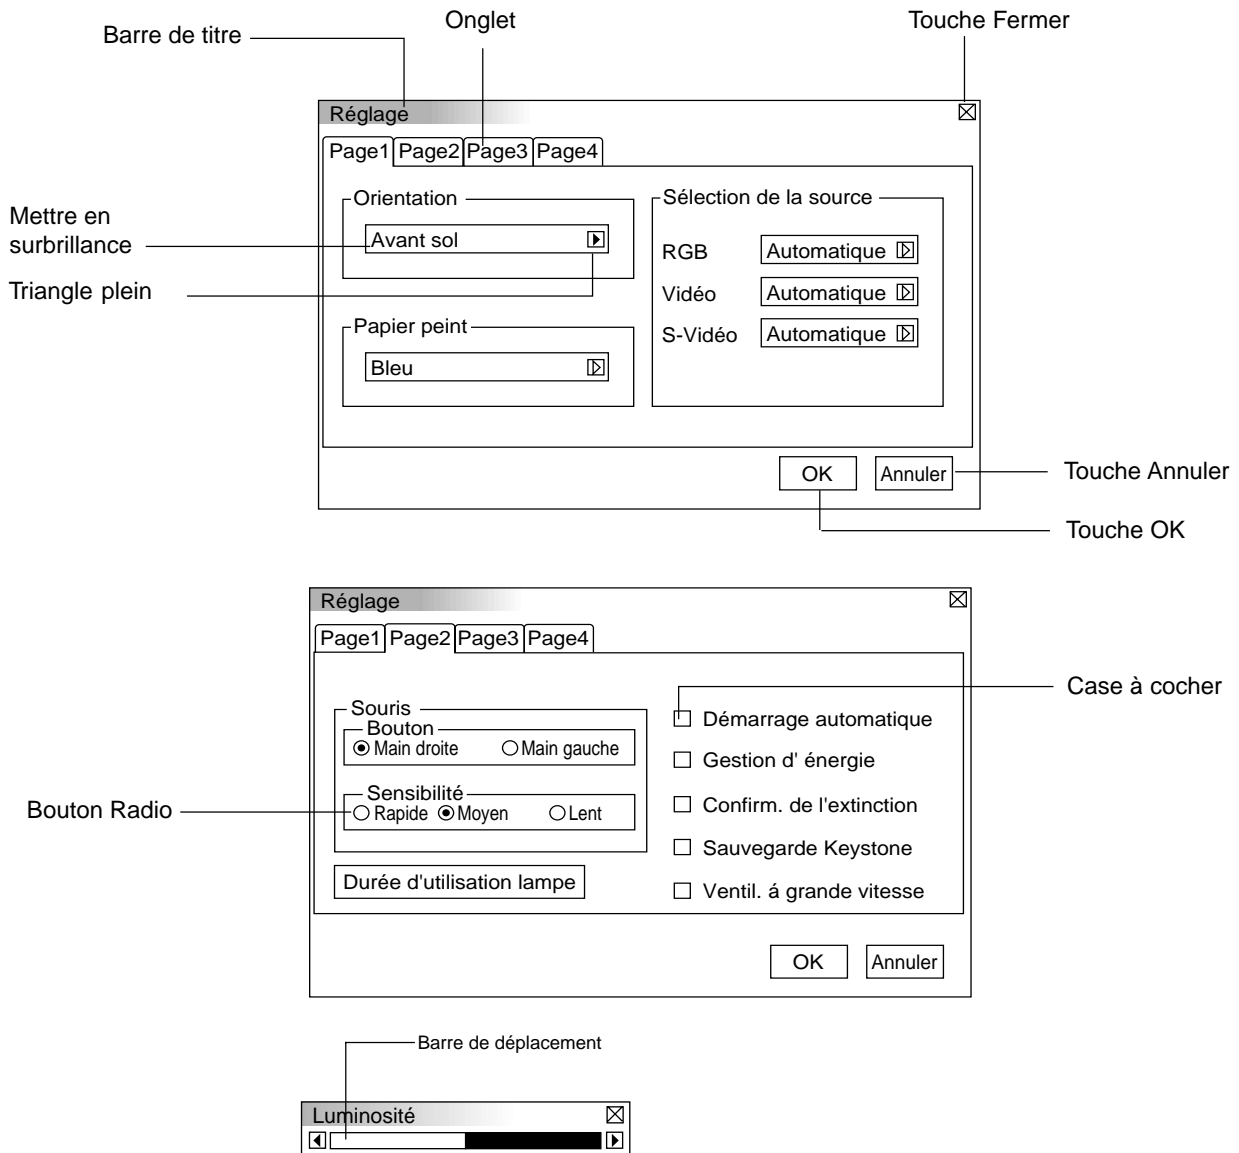 Onglet
Touche Fermer
Barre de titre
Réglage
Page1 Page2 Page3 Page4
Orientation
Sélection de la source
Mettre en
surbrillance
Avant sol
RGB Automatique
Triangle plein
Vidéo Automatique
Papier peint
S-Vidéo Automatique
Bleu
OK Annuler
Touche Annuler
Touche OK
Réglage
Page1 Page2 Page3 Page4
Case à cocher
Souris
Bouton
Main droite Main gauche
Démarrage automatique
Gestion d' énergie
Sensibilité
Rapide Moyen Lent
Bouton Radio
Confirm. de l'extinction
Sauvegarde Keystone
Durée d'utilisation lampe
Ventil. á grande vitesse
OK Annuler
Barre de déplacement
Luminosité